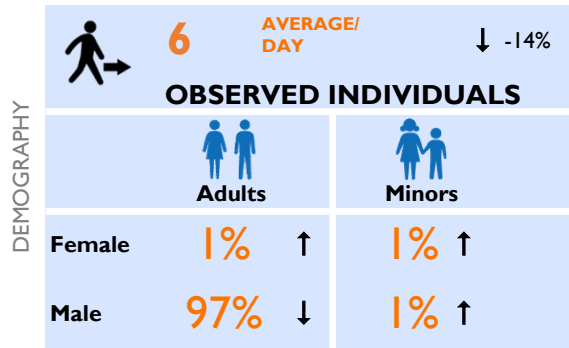 6 AVERAGE/ DAY ↓ -14%
OBSERVED INDIVIDUALS
DEMOGRAPHY
Adults Minors
Female 1% ↑ 1% ↑
Male 97% ↓ 1% ↑